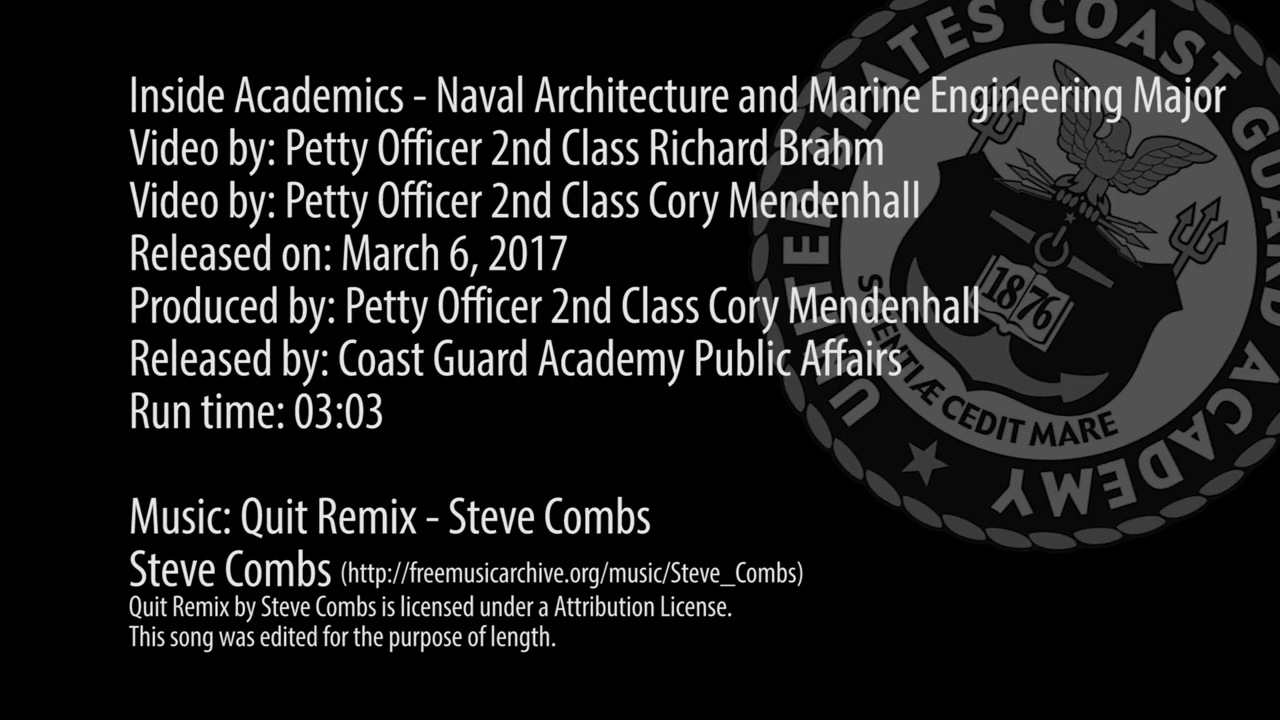 Inside Academics - Naval Architecture and Marine Engineering Major
Video by: Petty Officer 2nd Class Richard Brahm
Video by: Petty Officer 2nd Class Cory Mendenhall
Released on: March 6, 2017
Produced by: Petty Officer 2nd Class Cory Mendenhall
Released by: Coast Guard Academy Public Affairs
Run time: 03:03
Music: Quit Remix - Steve Combs
Steve Combs (http://freemusicarchive.org/music/Steve_Combs)
Quit Remix by Steve Combs is licensed under a Attribution License.
This song was edited for the purpose of length.
UNITED STATES COAST GUARD ACADEMY
1876
SCIENTIÆ CEDIT MARE